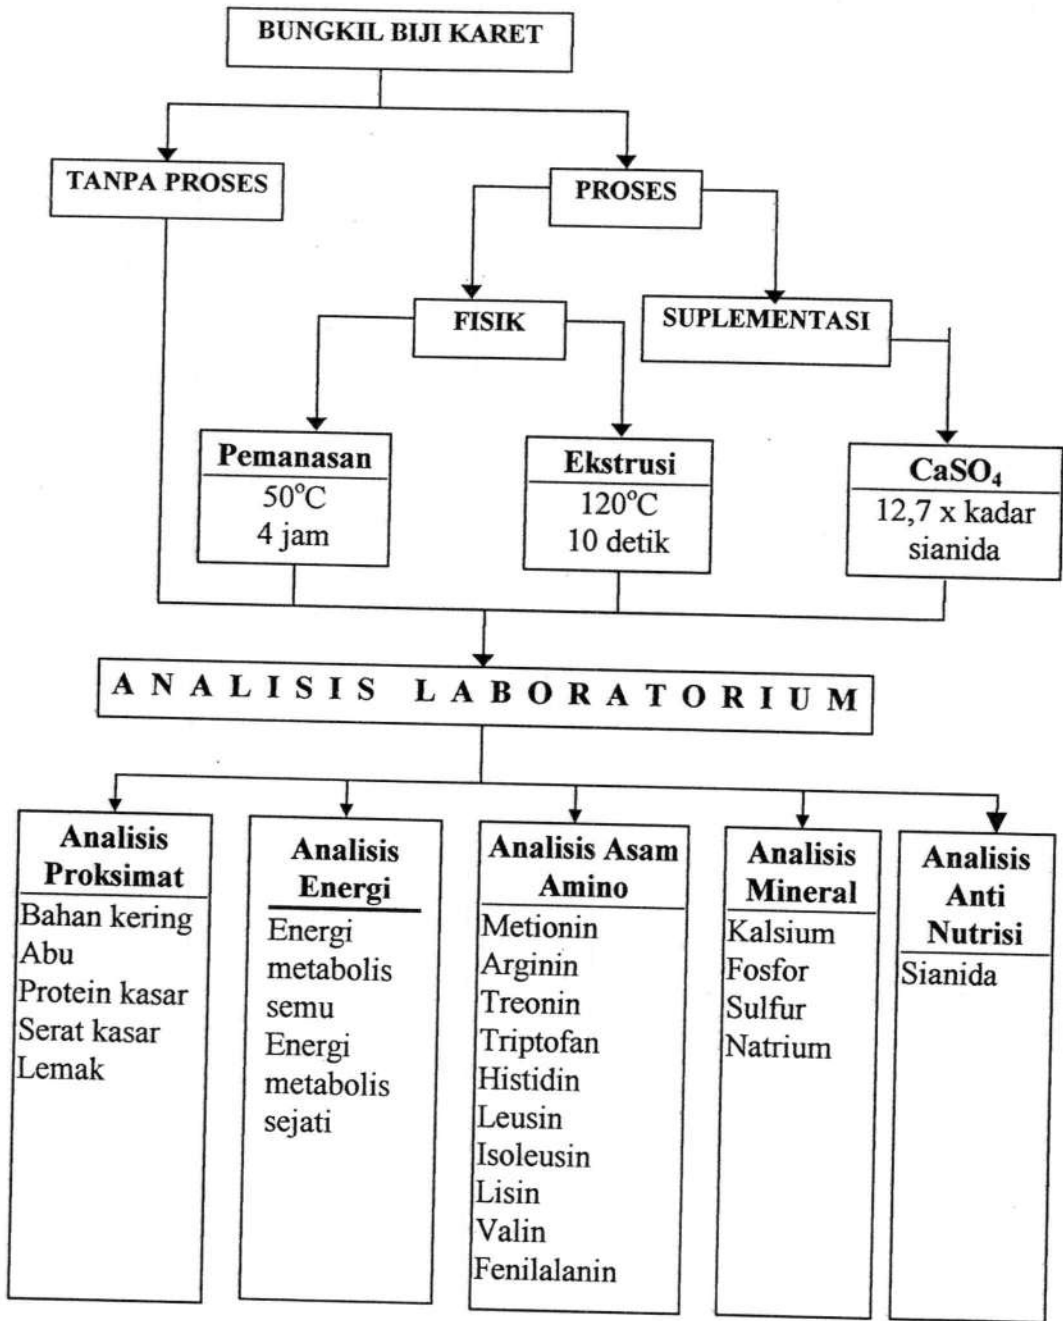 BUNGKIL BIJI KARET
TANPA PROSES
PROSES
FISIK
SUPLEMENTASI
Pemanasan
50°C
4 jam
Ekstrusi
120°C
10 detik
CaSO₄
12,7 x kadar
sianida
ANALISIS LABORATORIUM
Analisis
Proksimat
Bahan kering
Abu
Protein kasar
Serat kasar
Lemak
Analisis
Energi
Energi
metabolis
semu
Energi
metabolis
sejati
Analisis Asam
Amino
Metionin
Arginin
Treonin
Triptofan
Histidin
Leusin
Isoleusin
Lisin
Valin
Fenilalanin
Analisis
Mineral
Kalsium
Fosfor
Sulfur
Natrium
Analisis
Anti
Nutrisi
Sianida